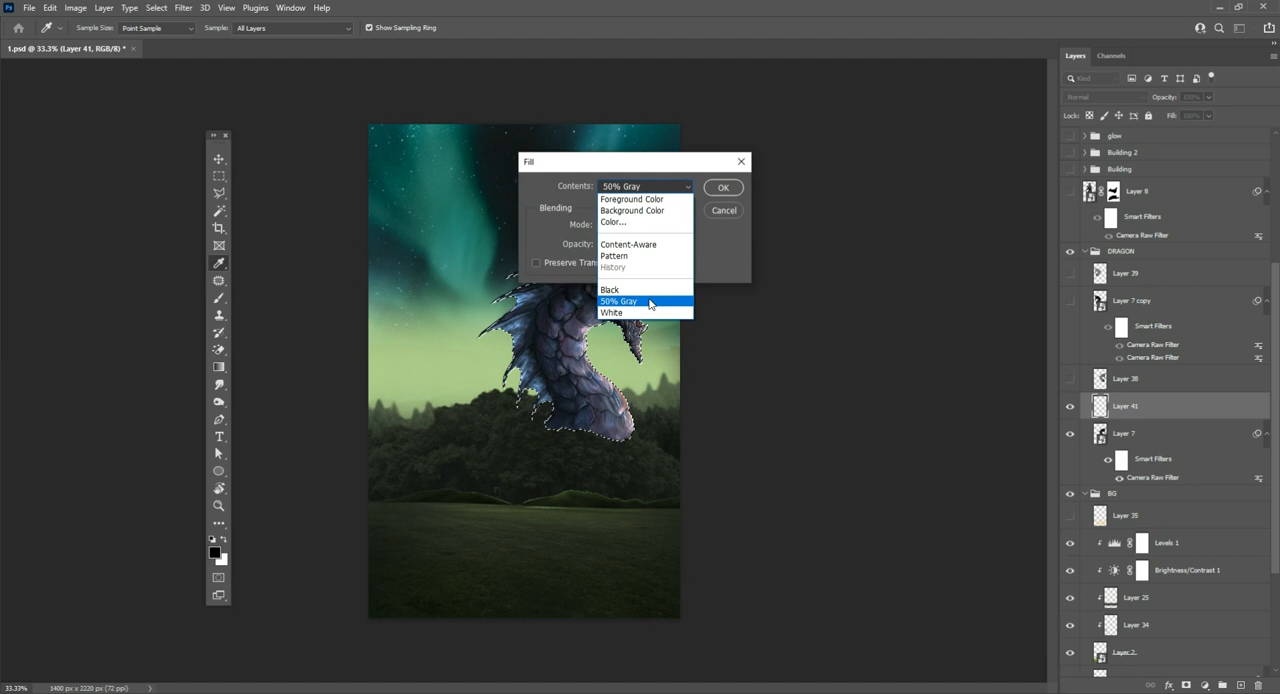 Ps File Edit Image Layer Type Select Filter 3D View Plugins Window Help
Sample Size: Point Sample Sample: All Layers Show Sampling Ring
1.psd @ 33.3% (Layer 41, RGB/8) *
Layers Channels
Kind
Normal Opacity: 100%
Lock: Fill: 100%
glow
Building 2
Building
Layer 8
Smart Filters
Camera Raw Filter
DRAGON
Layer 39
Layer 7 copy
Smart Filters
Camera Raw Filter
Camera Raw Filter
Layer 38
Layer 41
Layer 7
Smart Filters
Camera Raw Filter
BG
Layer 35
Levels 1
Brightness/Contrast 1
Layer 25
Layer 34
Layer 2
Fill
Contents: 50% Gray
OK
Cancel
Blending
Mode:
Opacity:
Preserve Tran
Foreground Color
Background Color
Color...
Content-Aware
Pattern
History
Black
50% Gray
White
33.33% 1400 px x 2220 px (72 ppi)